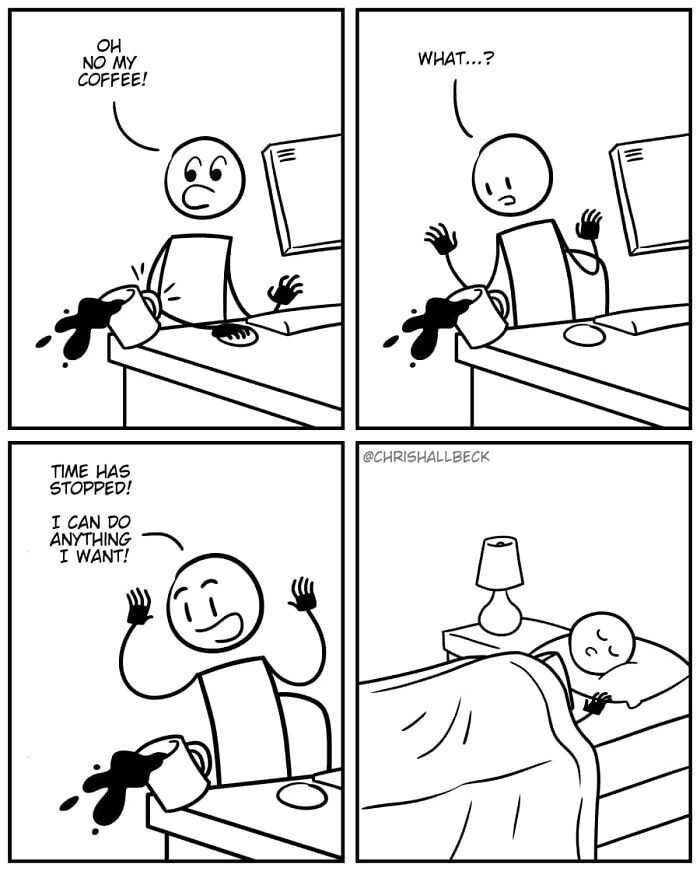 OH
NO MY
COFFEE!
WHAT...?
TIME HAS
STOPPED!
I CAN DO
ANYTHING
I WANT!
@CHRISHALLBECK